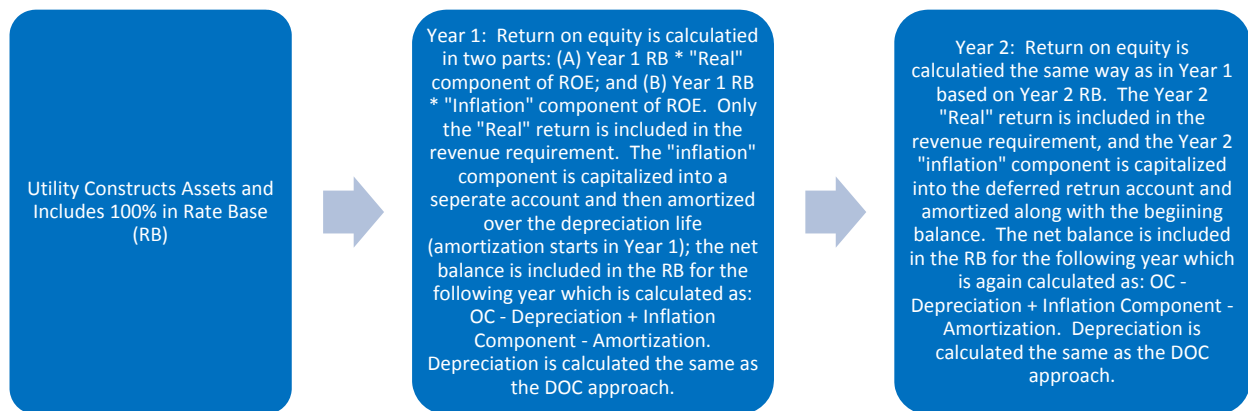 Utility Constructs Assets and
Includes 100% in Rate Base
(RB)
Year 1:  Return on equity is calculatied
in two parts: (A) Year 1 RB * "Real"
component of ROE; and (B) Year 1 RB
* "Inflation" component of ROE.  Only
the "Real" return is included in the
revenue requirement.  The "inflation"
component is capitalized into a
seperate account and then amortized
over the depreciation life
(amortization starts in Year 1); the net
balance is included in the RB for the
following year which is calculated as:
OC - Depreciation + Inflation
Component - Amortization.
Depreciation is calculated the same as
the DOC approach.
Year 2:  Return on equity is
calculatied the same way as in Year 1
based on Year 2 RB.  The Year 2
"Real" return is included in the
revenue requirement, and the Year 2
"inflation" component is capitalized
into the deferred retrun account and
amortized along with the begiining
balance.  The net balance is included
in the RB for the following year which
is again calculated as: OC -
Depreciation + Inflation Component -
Amortization.  Depreciation is
calculated the same as the DOC
approach.